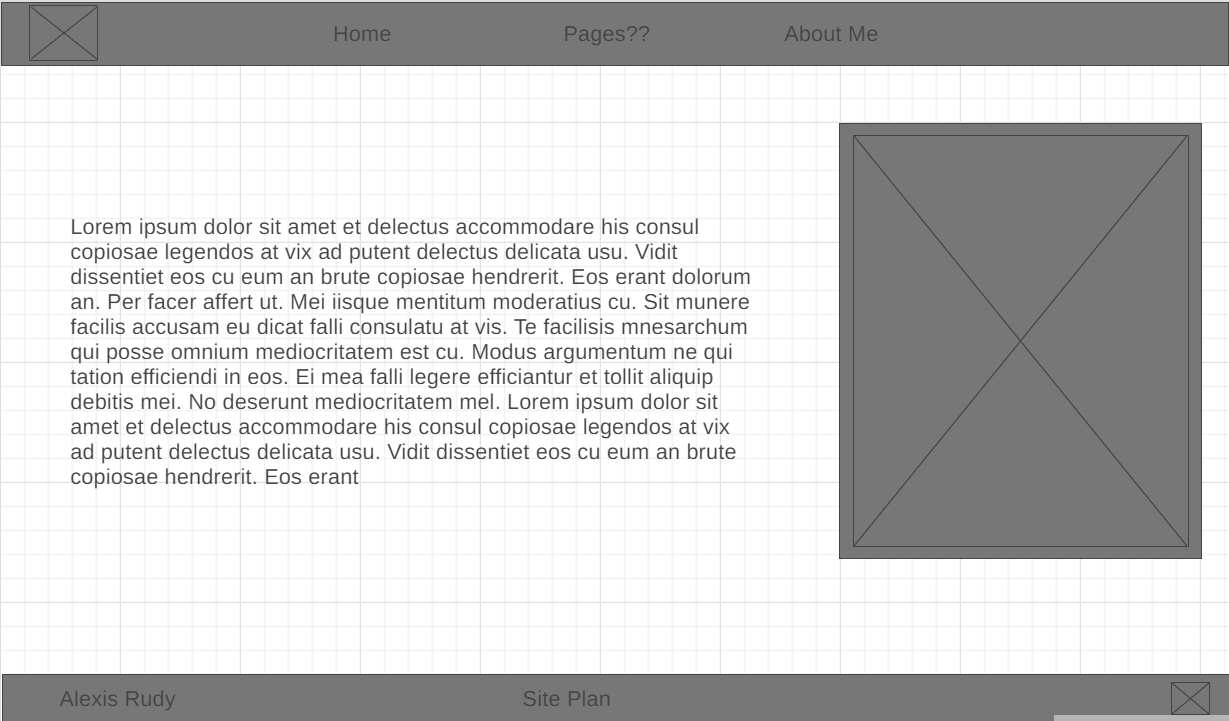 Home Pages?? About Me
Lorem ipsum dolor sit amet et delectus accommodare his consul
copiosae legendos at vix ad putent delectus delicata usu. Vidit
dissentiet eos cu eum an brute copiosae hendrerit. Eos erant dolorum
an. Per facer affert ut. Mei iisque mentitum moderatius cu. Sit munere
facilis accusam eu dicat falli consulatu at vis. Te facilisis mnesarchum
qui posse omnium mediocritatem est cu. Modus argumentum ne qui
tation efficiendi in eos. Ei mea falli legere efficiantur et tollit aliquip
debitis mei. No deserunt mediocritatem mel. Lorem ipsum dolor sit
amet et delectus accommodare his consul copiosae legendos at vix
ad putent delectus delicata usu. Vidit dissentiet eos cu eum an brute
copiosae hendrerit. Eos erant
Alexis Rudy Site Plan